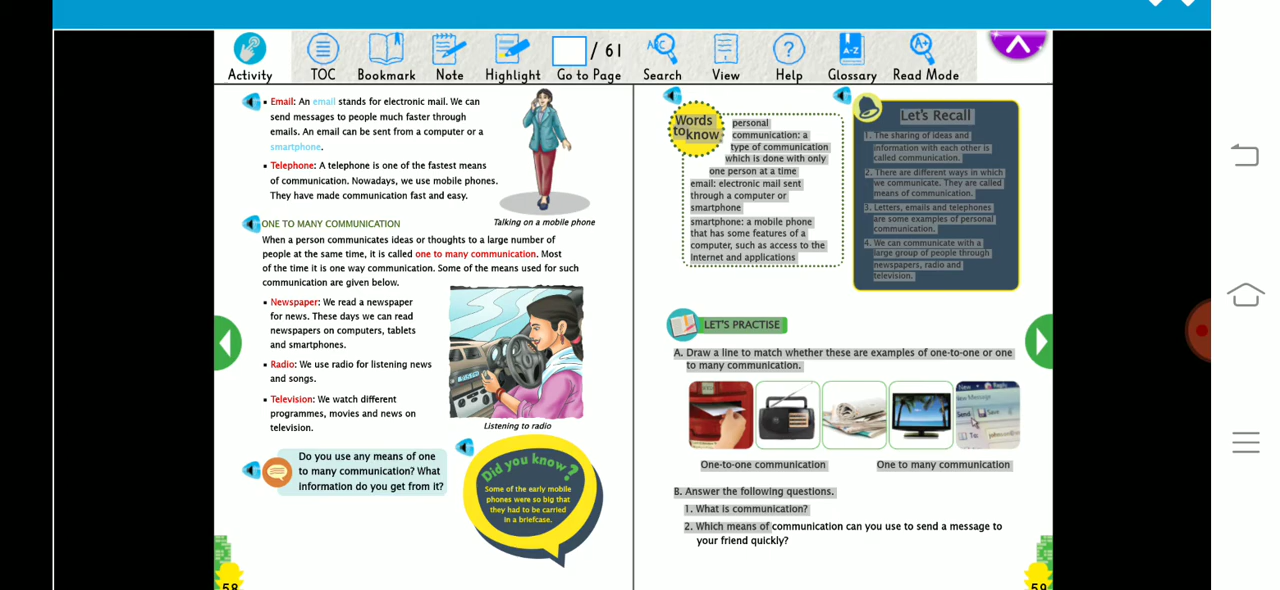 / 61
Activity
TOC
Bookmark
Note
Highlight
Go to Page
Search
View
Help
Glossary
Read Mode
▪ Email: An email stands for electronic mail. We can
send messages to people much faster through
emails. An email can be sent from a computer or a
smartphone.
▪ Telephone: A telephone is one of the fastest means
of communication. Nowadays, we use mobile phones.
They have made communication fast and easy.
Talking on a mobile phone
ONE TO MANY COMMUNICATION
When a person communicates ideas or thoughts to a large number of
people at the same time, it is called one to many communication. Most
of the time it is one way communication. Some of the means used for such
communication are given below.
▪ Newspaper: We read a newspaper
for news. These days we can read
newspapers on computers, tablets
and smartphones.
▪ Radio: We use radio for listening news
and songs.
▪ Television: We watch different
programmes, movies and news on
television.
Listening to radio
Do you use any means of one
to many communication? What
information do you get from it?
Did you know?
Some of the early mobile
phones were so big that
they had to be carried
in a briefcase.
58
Words
to know
personal
communication: a
type of communication
which is done with only
one person at a time
email: electronic mail sent
through a computer or
smartphone
smartphone: a mobile phone
that has some features of a
computer, such as access to the
Internet and applications
Let's Recall
1. The sharing of ideas and
information with each other is
called communication.
2. There are different ways in which
we communicate. They are called
means of communication.
3. Letters, emails and telephones
are some examples of personal
communication.
4. We can communicate with a
large group of people through
newspapers, radio and
television.
LET'S PRACTISE
A. Draw a line to match whether these are examples of one-to-one or one
to many communication.
New
Reply
New Message
Send
Save
To
One-to-one communication
One to many communication
B. Answer the following questions.
1. What is communication?
2. Which means of communication can you use to send a message to
your friend quickly?
59